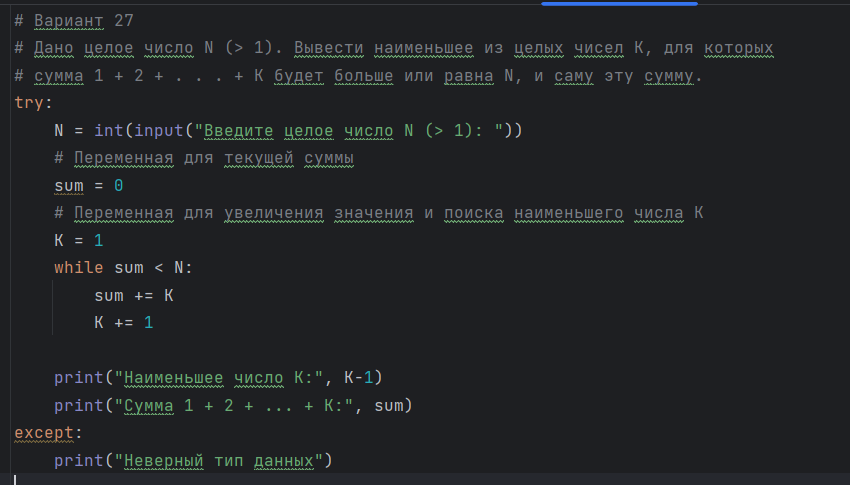 # Вариант 27
# Дано целое число N (> 1). Вывести наименьшее из целых чисел K, для которых
# сумма 1 + 2 + . . . + K будет больше или равна N, и саму эту сумму.
try:
    N = int(input("Введите целое число N (> 1): "))
    # Переменная для текущей суммы
    sum = 0
    # Переменная для увеличения значения и поиска наименьшего числа K
    K = 1
    while sum < N:
        sum += K
        K += 1

    print("Наименьшее число K:", K-1)
    print("Сумма 1 + 2 + ... + K:", sum)
except:
    print("Неверный тип данных")